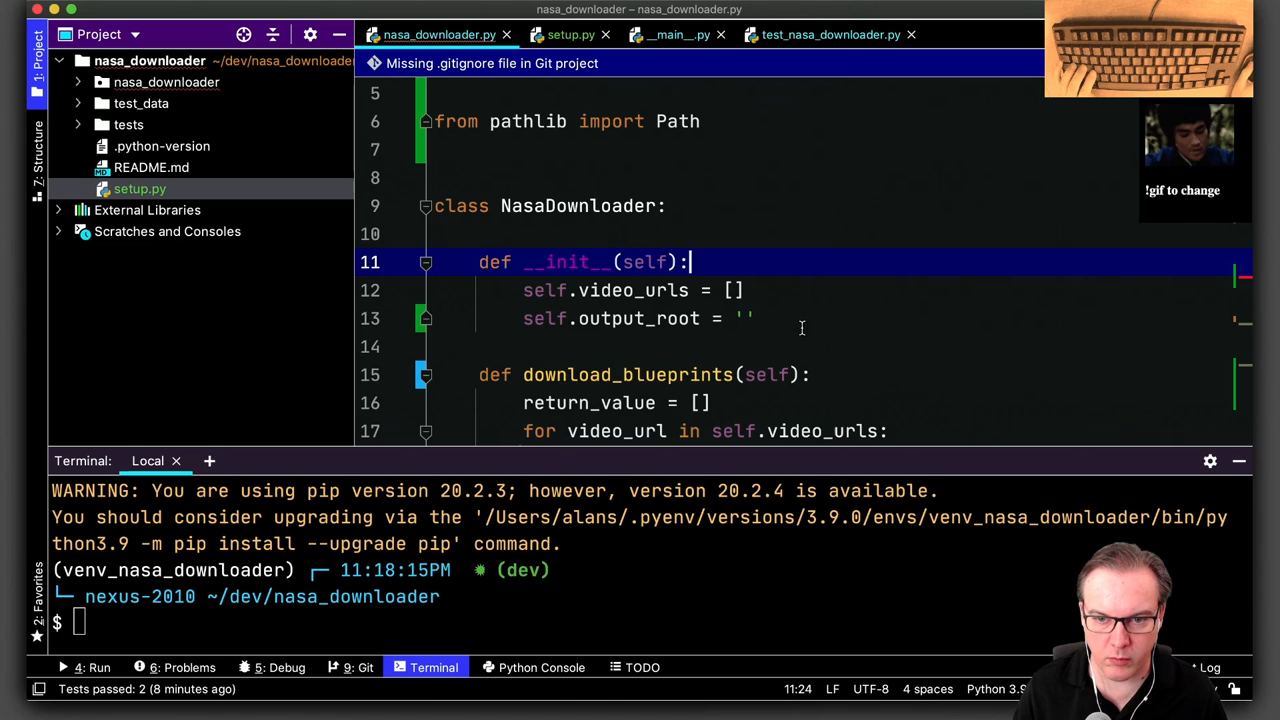 nasa_downloader – nasa_downloader.py
Project
nasa_downloader.py
setup.py
__main__.py
test_nasa_downloader.py
nasa_downloader ~/dev/nasa_downloader
Missing .gitignore file in Git project
nasa_downloader
test_data
tests
.python-version
README.md
setup.py
External Libraries
Scratches and Consoles
1: Project
7: Structure
2: Favorites
5
6 from pathlib import Path
7
8
9 class NasaDownloader:
10
11 def __init__(self):
12 self.video_urls = []
13 self.output_root = ''
14
15 def download_blueprints(self):
16 return_value = []
17 for video_url in self.video_urls:
!gif to change
Terminal: Local
WARNING: You are using pip version 20.2.3; however, version 20.2.4 is available.
You should consider upgrading via the '/Users/alans/.pyenv/versions/3.9.0/envs/venv_nasa_downloader/bin/py
thon3.9 -m pip install --upgrade pip' command.
(venv_nasa_downloader) 11:18:15PM (dev)
nexus-2010 ~/dev/nasa_downloader
$
4: Run 6: Problems 5: Debug 9: Git Terminal Python Console TODO Log
Tests passed: 2 (8 minutes ago) 11:24 LF UTF-8 4 spaces Python 3.9